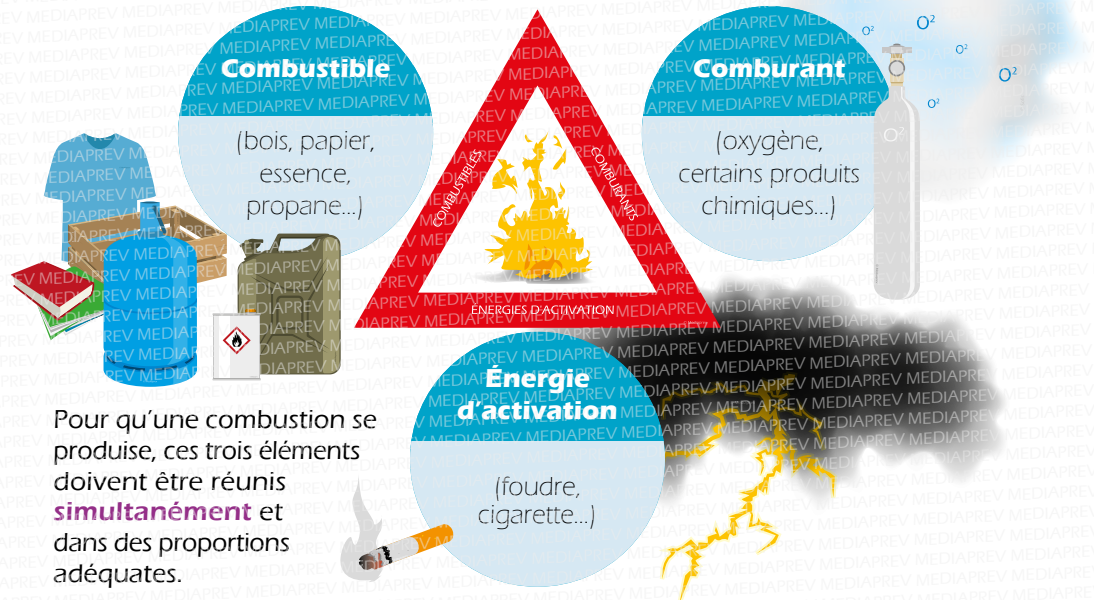 Combustible
(bois, papier,
essence,
propane...)
Comburant
(oxygène,
certains produits
chimiques...)
O²
O²
O²
O²
O²
O²
COMBUSTIBLES
COMBURANTS
ÉNERGIES D'ACTIVATION
Énergie
d'activation
(foudre,
cigarette...)
Pour qu'une combustion se
produise, ces trois éléments
doivent être réunis
simultanément et
dans des proportions
adéquates.
MEDIAPREV